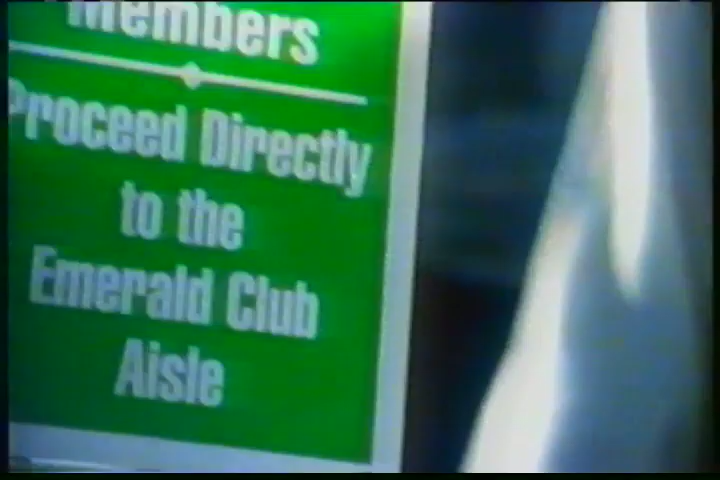 Members
Proceed Directly
to the
Emerald Club
Aisle